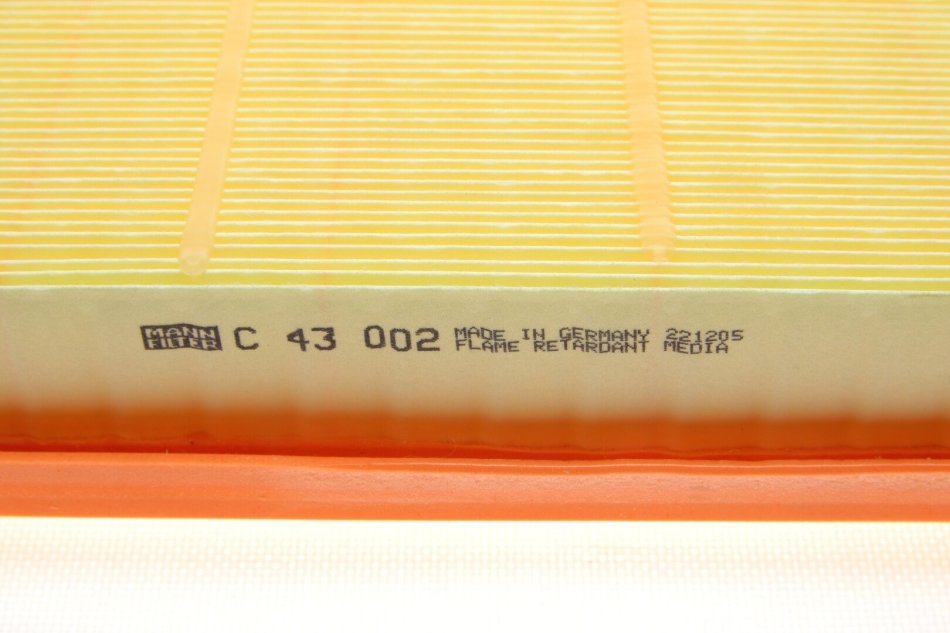 MANN FILTER C 43 002 MADE IN GERMANY 221205
FLAME RETARDANT MEDIA